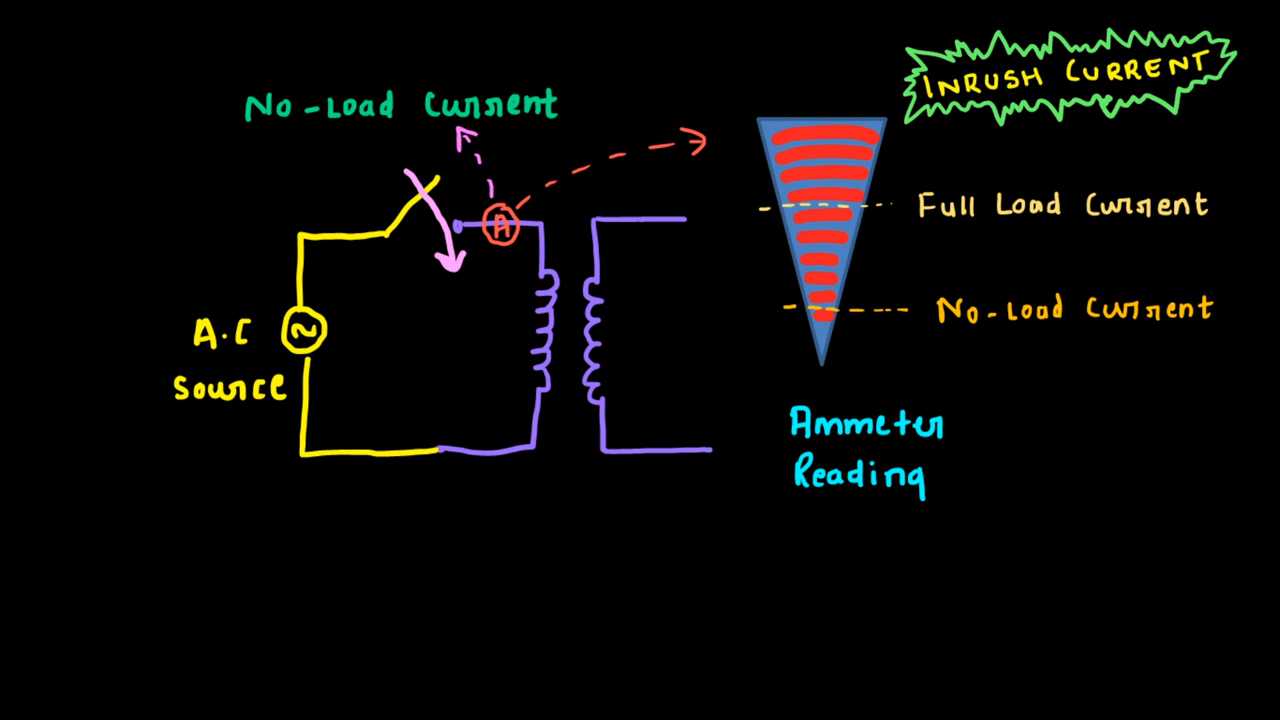 INRUSH CURRENT
No-Load Current
Full Load Current
A
No-Load Current
A.C
Source
Ammeter
Reading